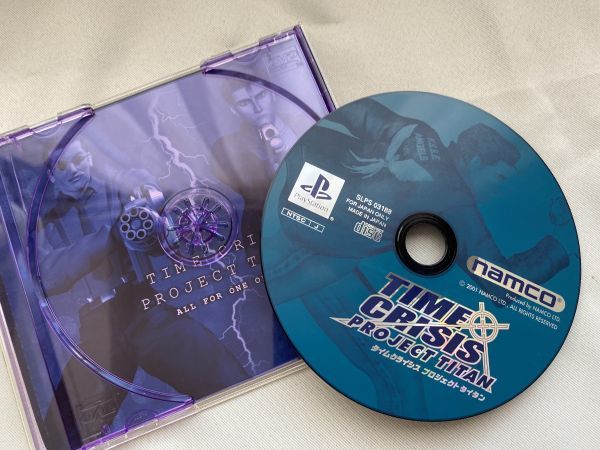 TIME CRI
PROJECT T
ALL FOR ONE O
PlayStation
NTSC J
SLPS 03188
FOR JAPAN ONLY
MADE IN JAPAN
namco
Produced by NAMCO LTD.
© 2001 NAMCO LTD., ALL RIGHTS RESERVED
TIME
CRISIS
PROJECT TITAN
タイムクライシス プロジェクトタイタン